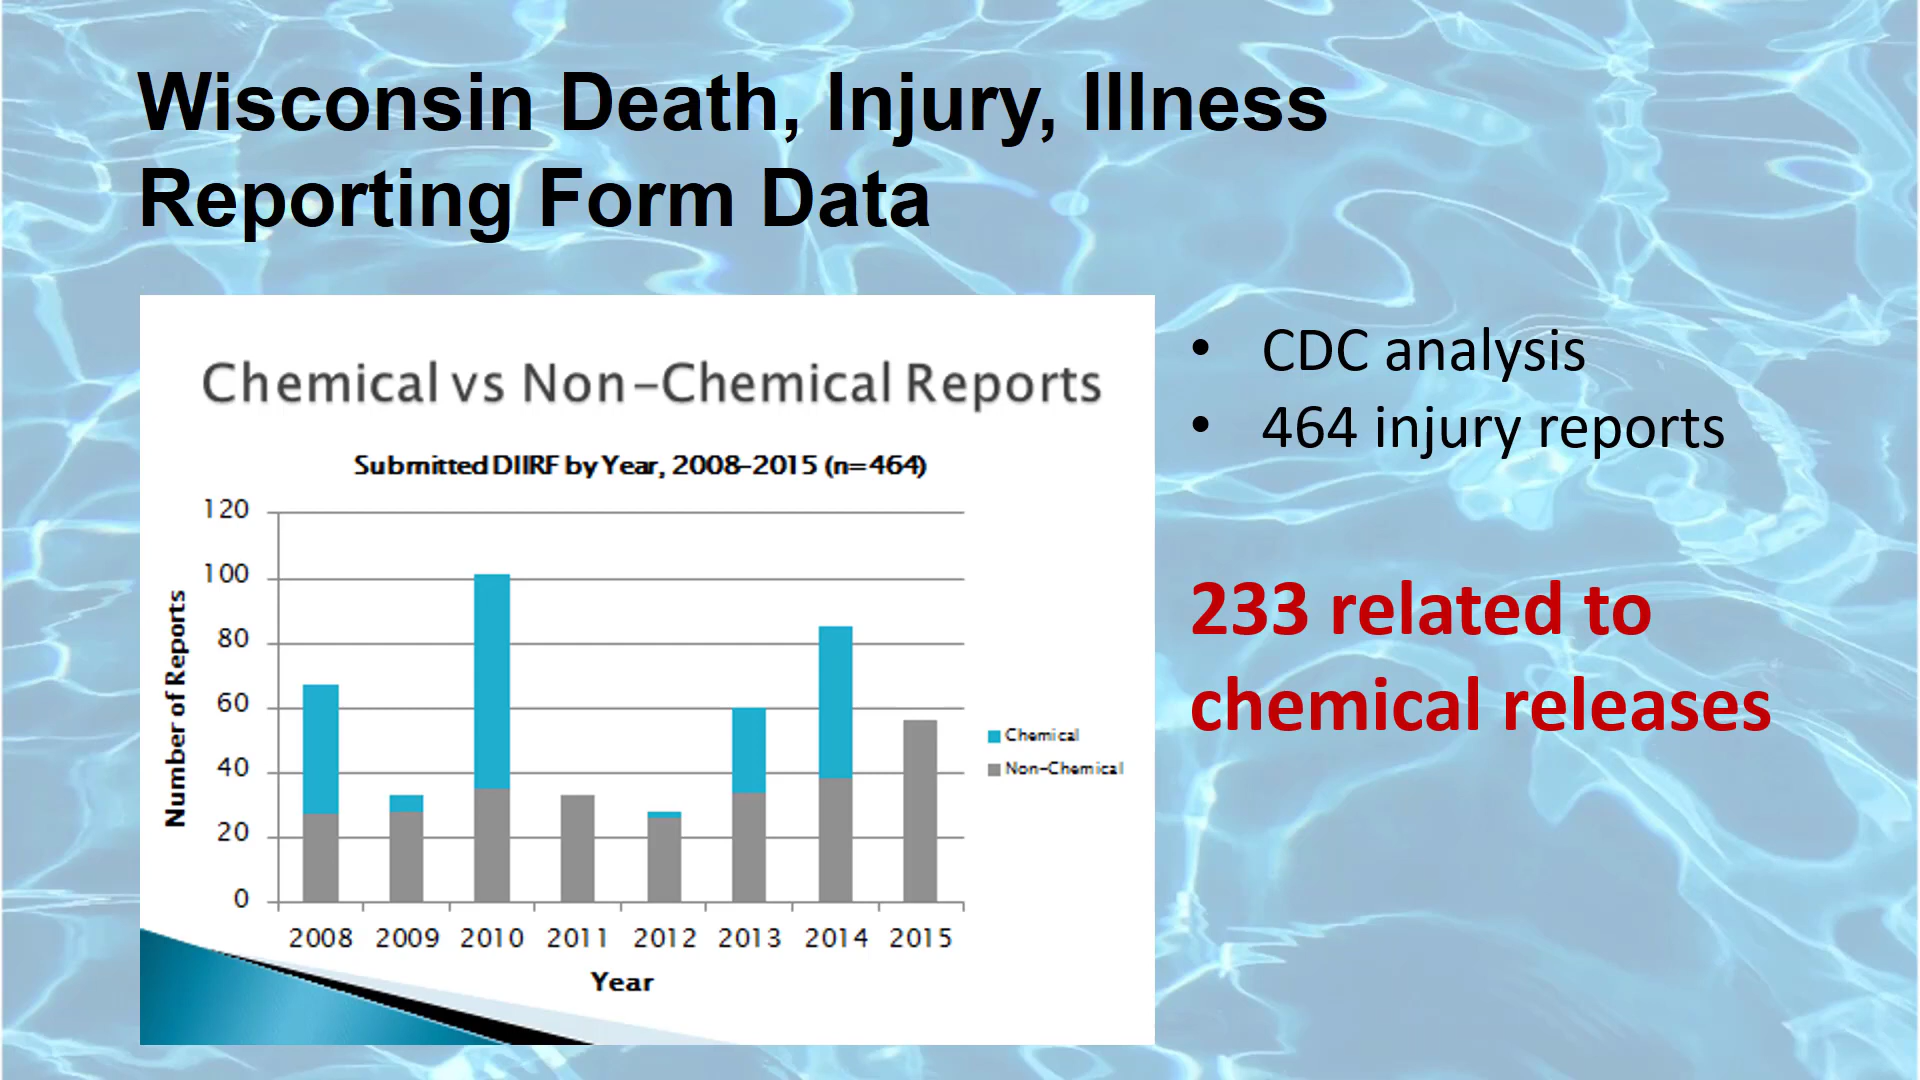 Wisconsin Death, Injury, Illness
Reporting Form Data
Chemical vs Non-Chemical Reports
Submitted DIIRF by Year, 2008-2015 (n=464)
120
100
80
60
40
20
0
Number of Reports
2008 2009 2010 2011 2012 2013 2014 2015
Year
Chemical
Non-Chemical
• CDC analysis
• 464 injury reports
233 related to
chemical releases